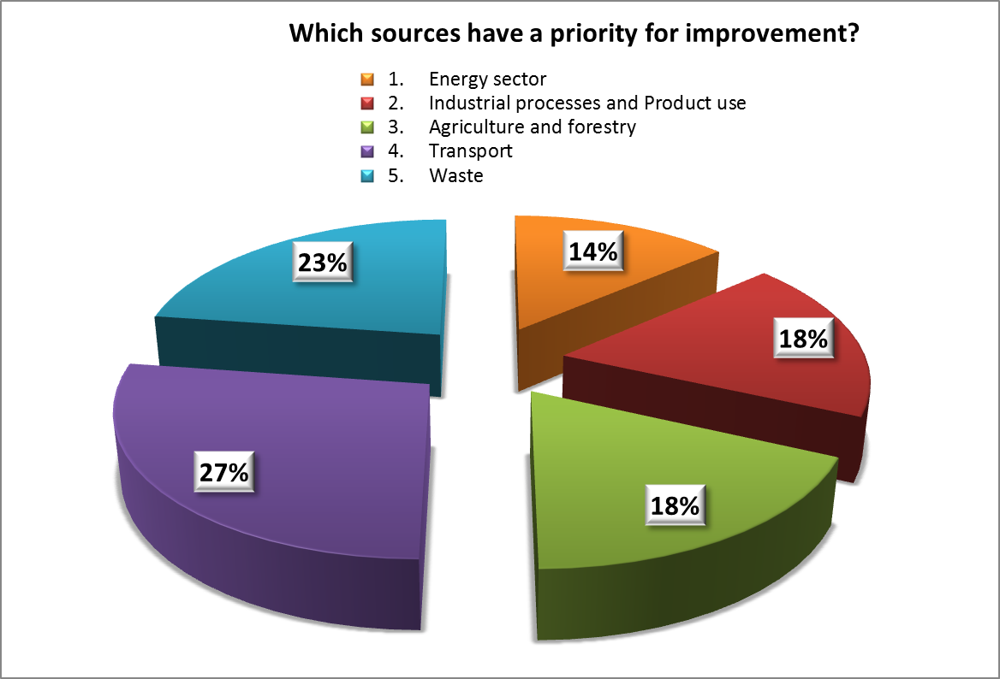 Which sources have a priority for improvement?
1. Energy sector
2. Industrial processes and Product use
3. Agriculture and forestry
4. Transport
5. Waste
23%
14%
18%
27%
18%